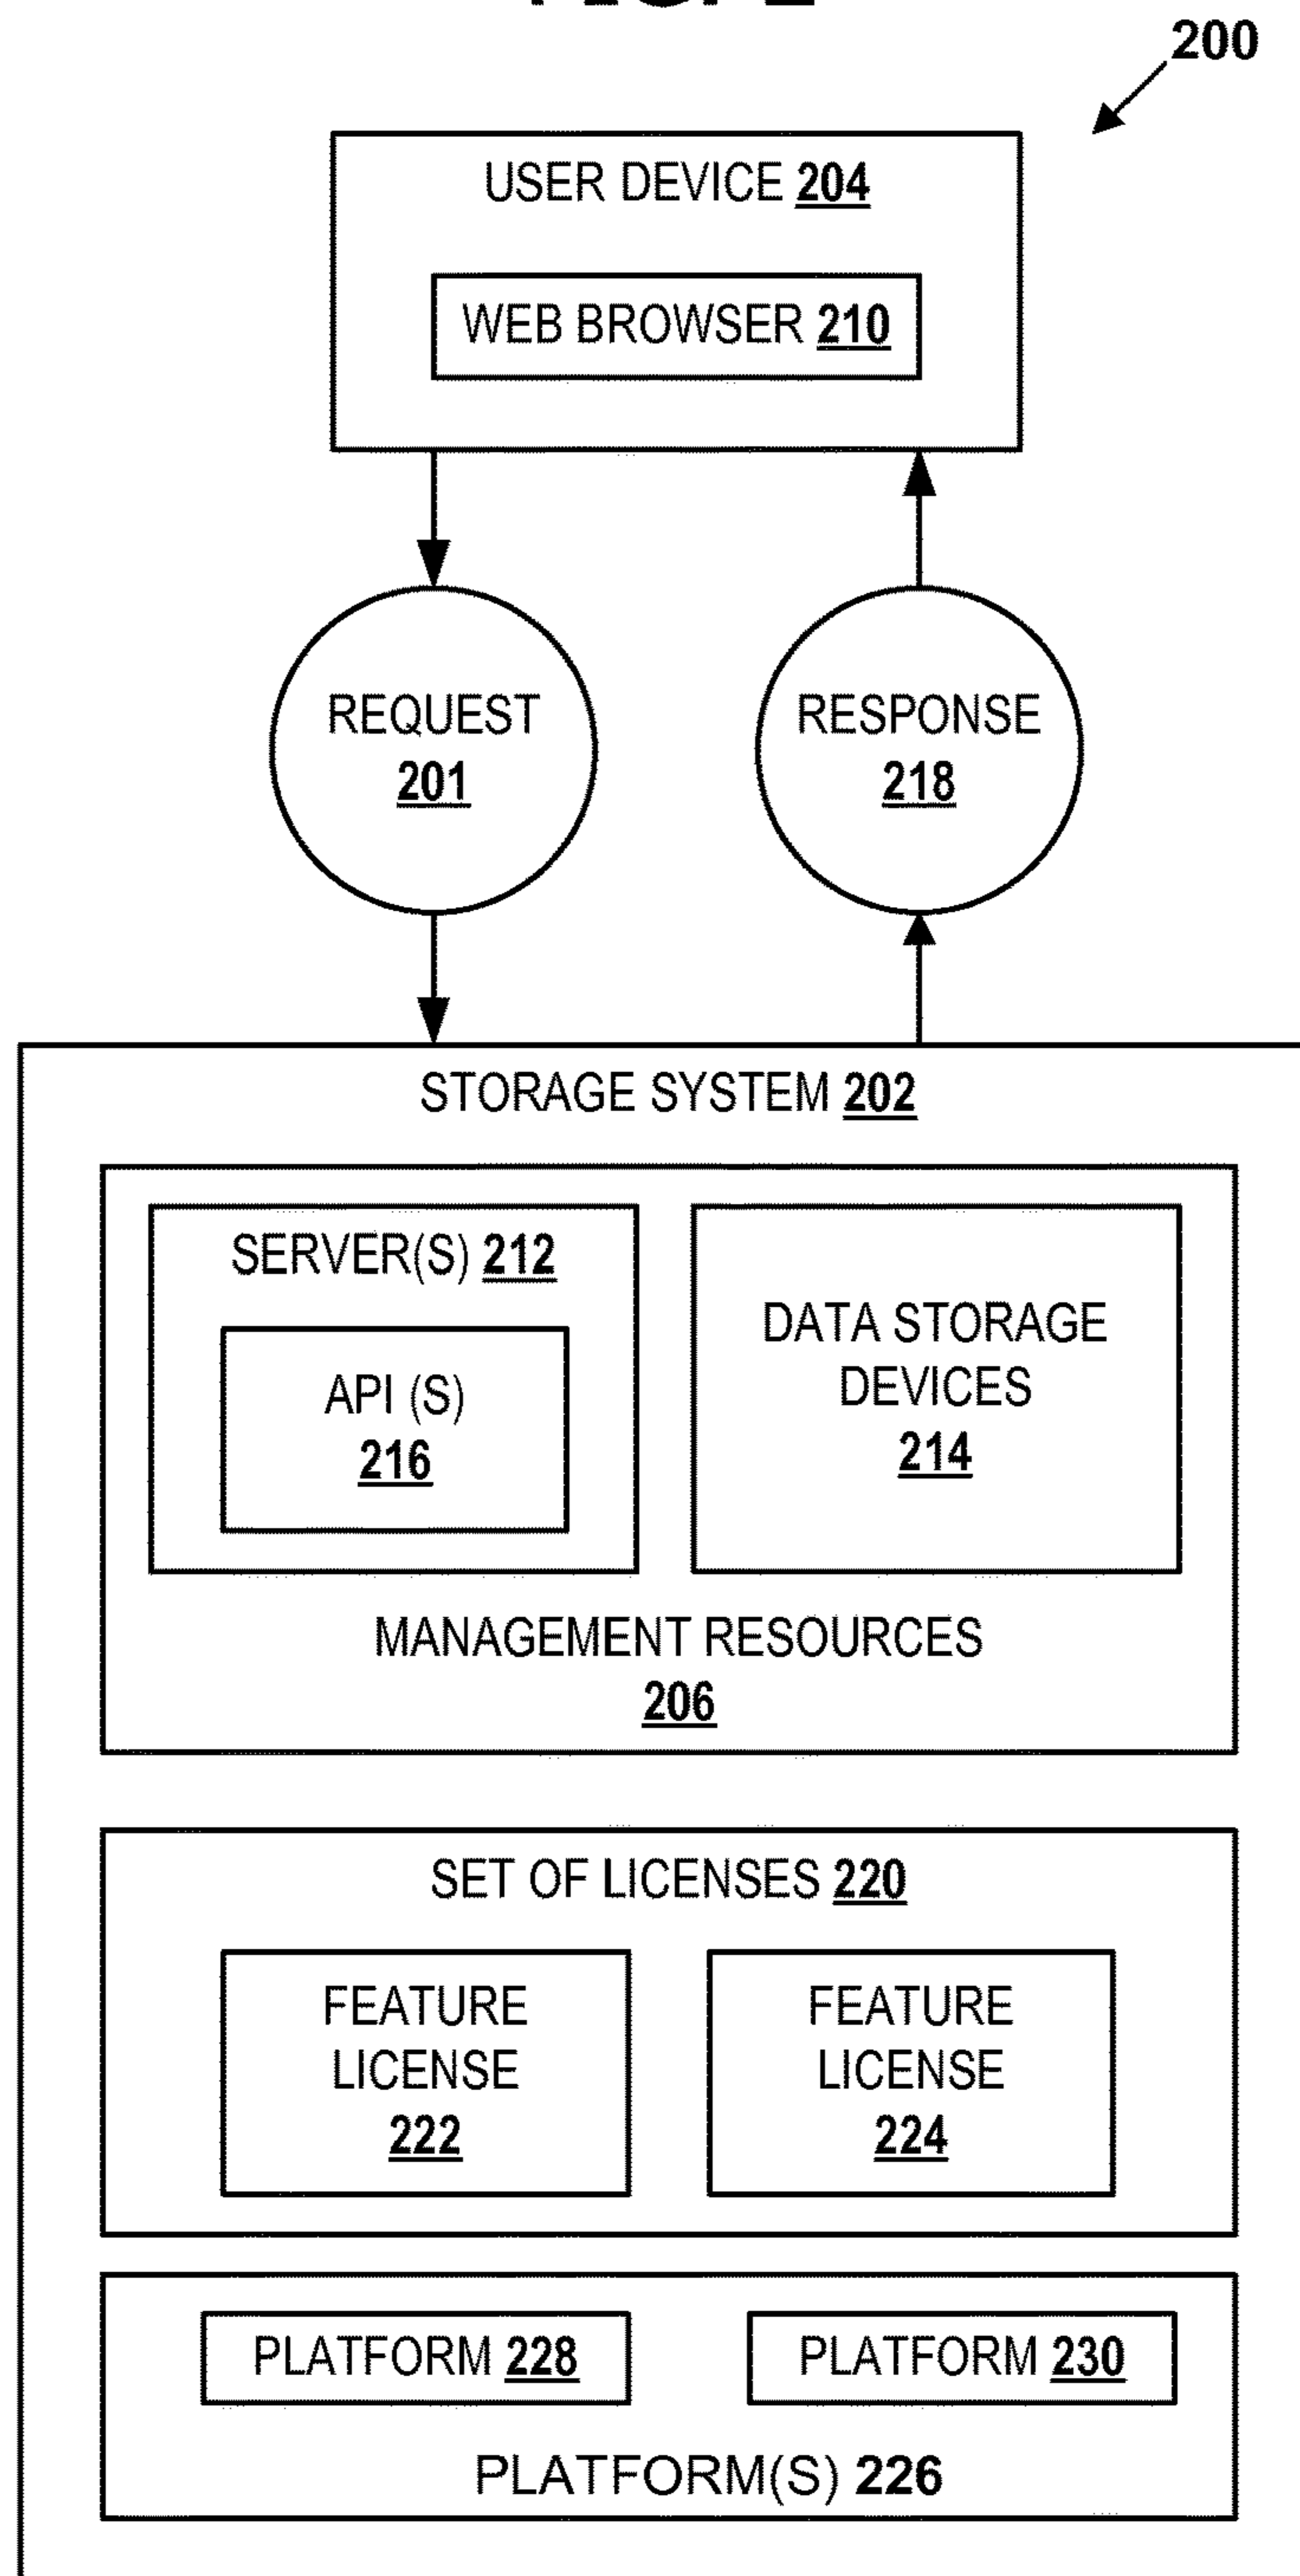 200
USER DEVICE 204
WEB BROWSER 210
REQUEST
201
RESPONSE
218
STORAGE SYSTEM 202
SERVER(S) 212
API (S)
216
DATA STORAGE
DEVICES
214
MANAGEMENT RESOURCES
206
SET OF LICENSES 220
FEATURE
LICENSE
222
FEATURE
LICENSE
224
PLATFORM 228
PLATFORM 230
PLATFORM(S) 226